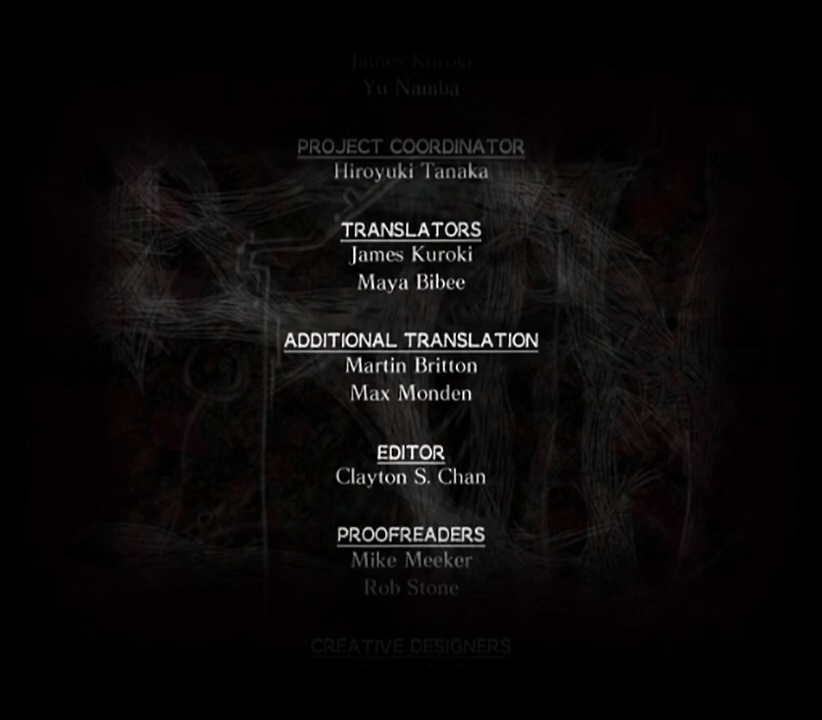 James Kuroki
Yu Namba
PROJECT COORDINATOR
Hiroyuki Tanaka
TRANSLATORS
James Kuroki
Maya Bibee
ADDITIONAL TRANSLATION
Martin Britton
Max Monden
EDITOR
Clayton S. Chan
PROOFREADERS
Mike Meeker
Rob Stone
CREATIVE DESIGNERS